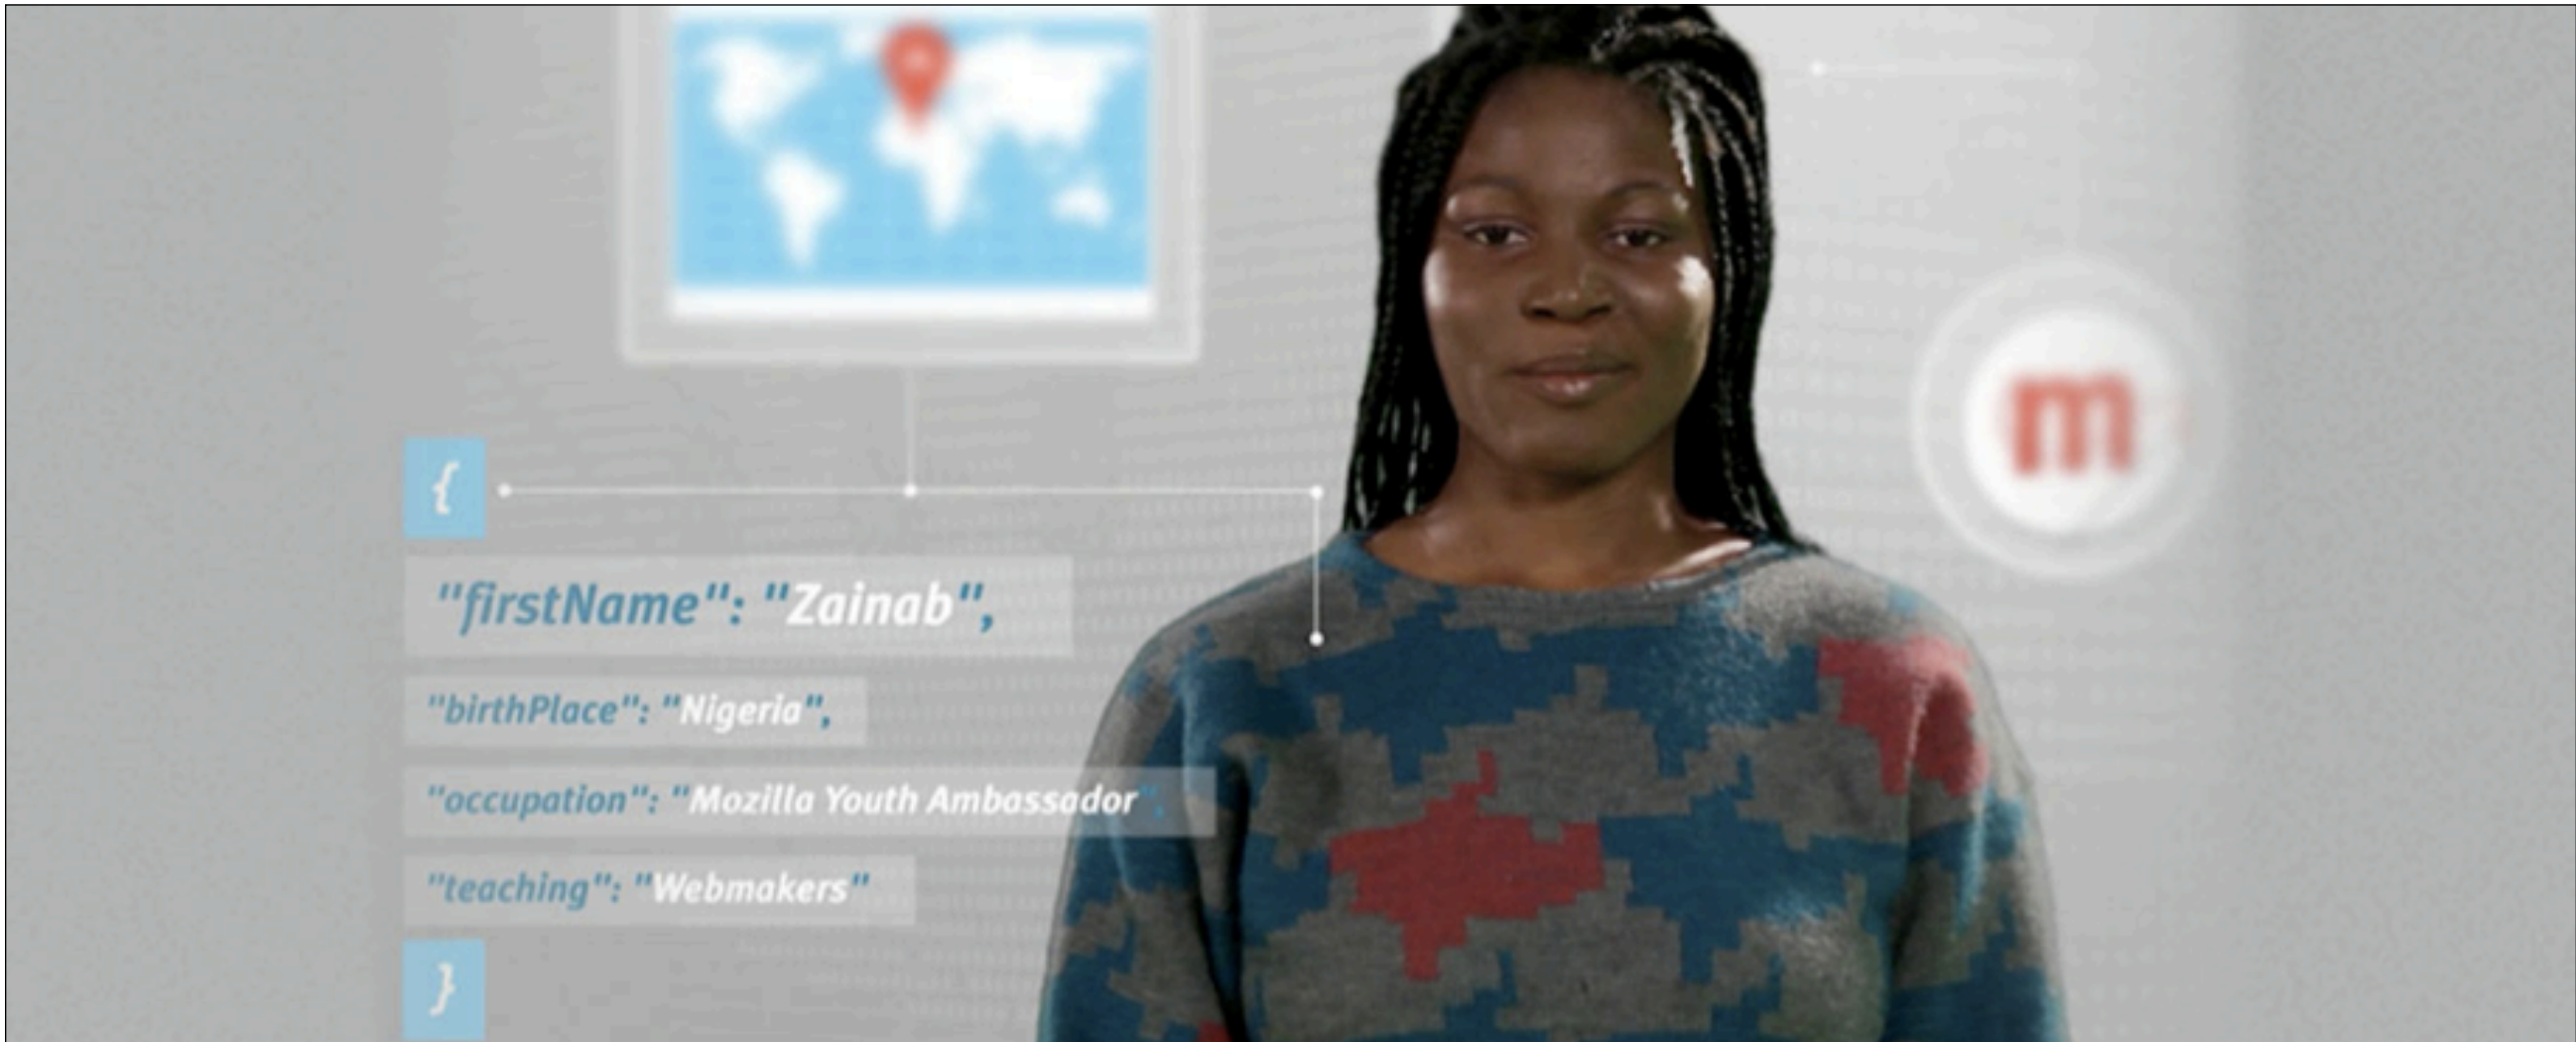 {
"firstName": "Zainab",
"birthPlace": "Nigeria",
"occupation": "Mozilla Youth Ambassador",
"teaching": "Webmakers"
}
m